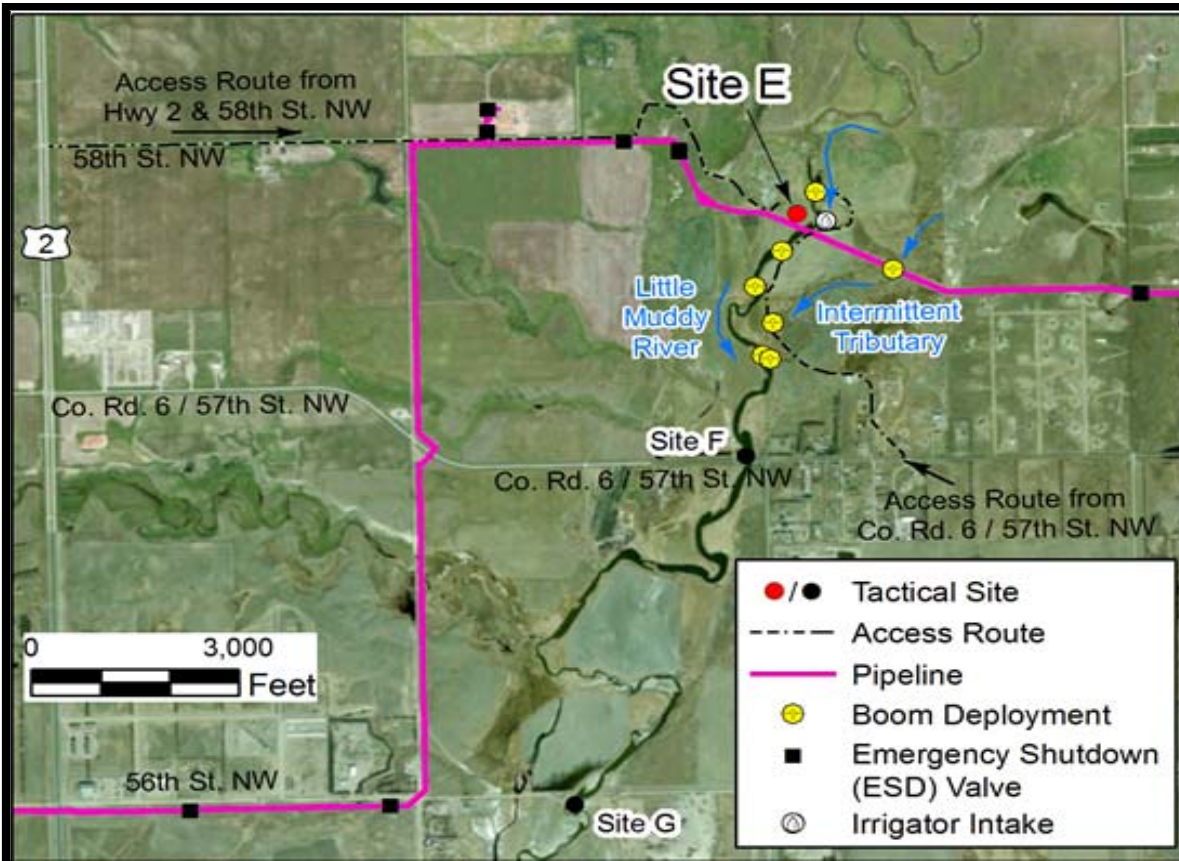 Access Route from
Hwy 2 & 58th St. NW
58th St. NW
Site E
2
Little
Muddy
River
Intermittent
Tributary
Co. Rd. 6 / 57th St. NW
Site F
Co. Rd. 6 / 57th St. NW
Access Route from
Co. Rd. 6 / 57th St. NW
0 3,000
Feet
56th St. NW
Site G
/ Tactical Site
Access Route
Pipeline
Boom Deployment
Emergency Shutdown
(ESD) Valve
Irrigator Intake